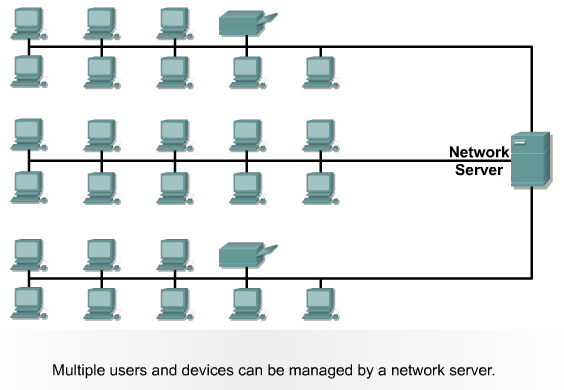 Network
Server
Multiple users and devices can be managed by a network server.